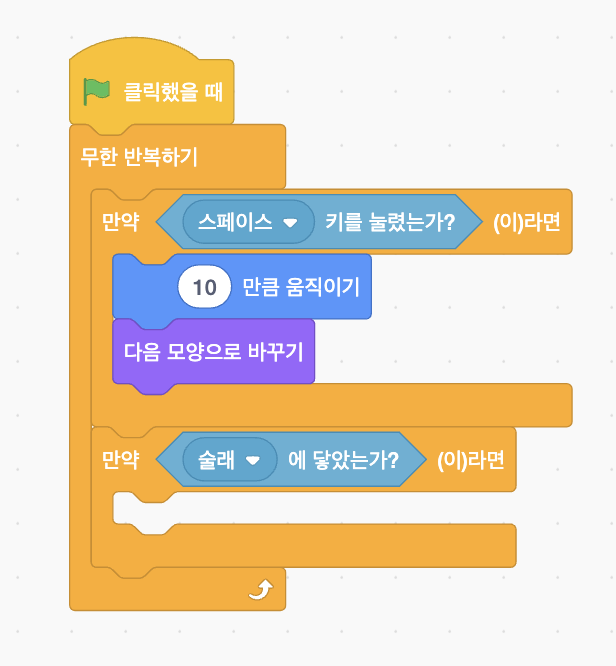 클릭했을 때
무한 반복하기
만약 스페이스 키를 눌렀는가? (이)라면
10 만큼 움직이기
다음 모양으로 바꾸기
만약 술래 에 닿았는가? (이)라면